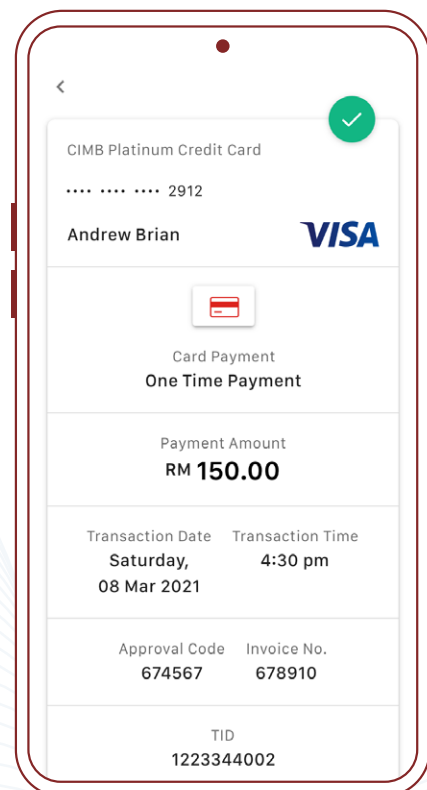 CIMB Platinum Credit Card
•••• •••• •••• 2912
Andrew Brian VISA
Card Payment
One Time Payment
Payment Amount
RM 150.00
Transaction Date Transaction Time
Saturday, 4:30 pm
08 Mar 2021
Approval Code Invoice No.
674567 678910
TID
1223344002